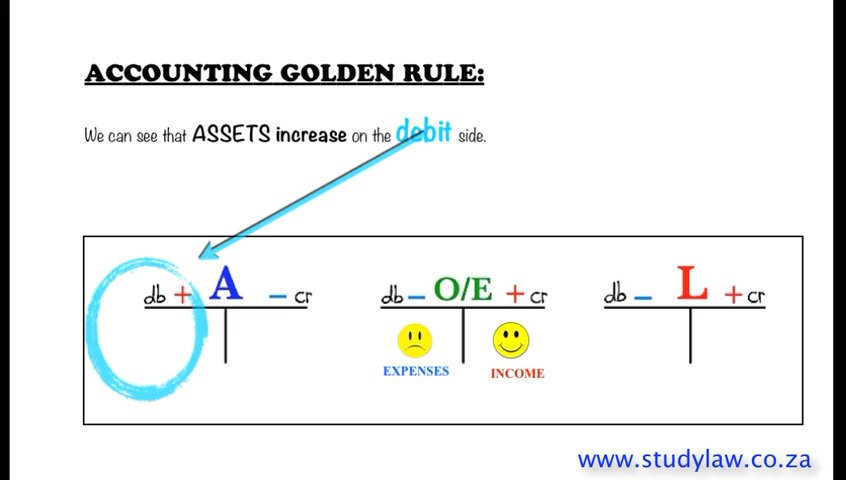 ACCOUNTING GOLDEN RULE:
We can see that ASSETS increase on the debit side.
db + A - cr
db - O/E + cr
db - L + cr
EXPENSES INCOME
www.studylaw.co.za